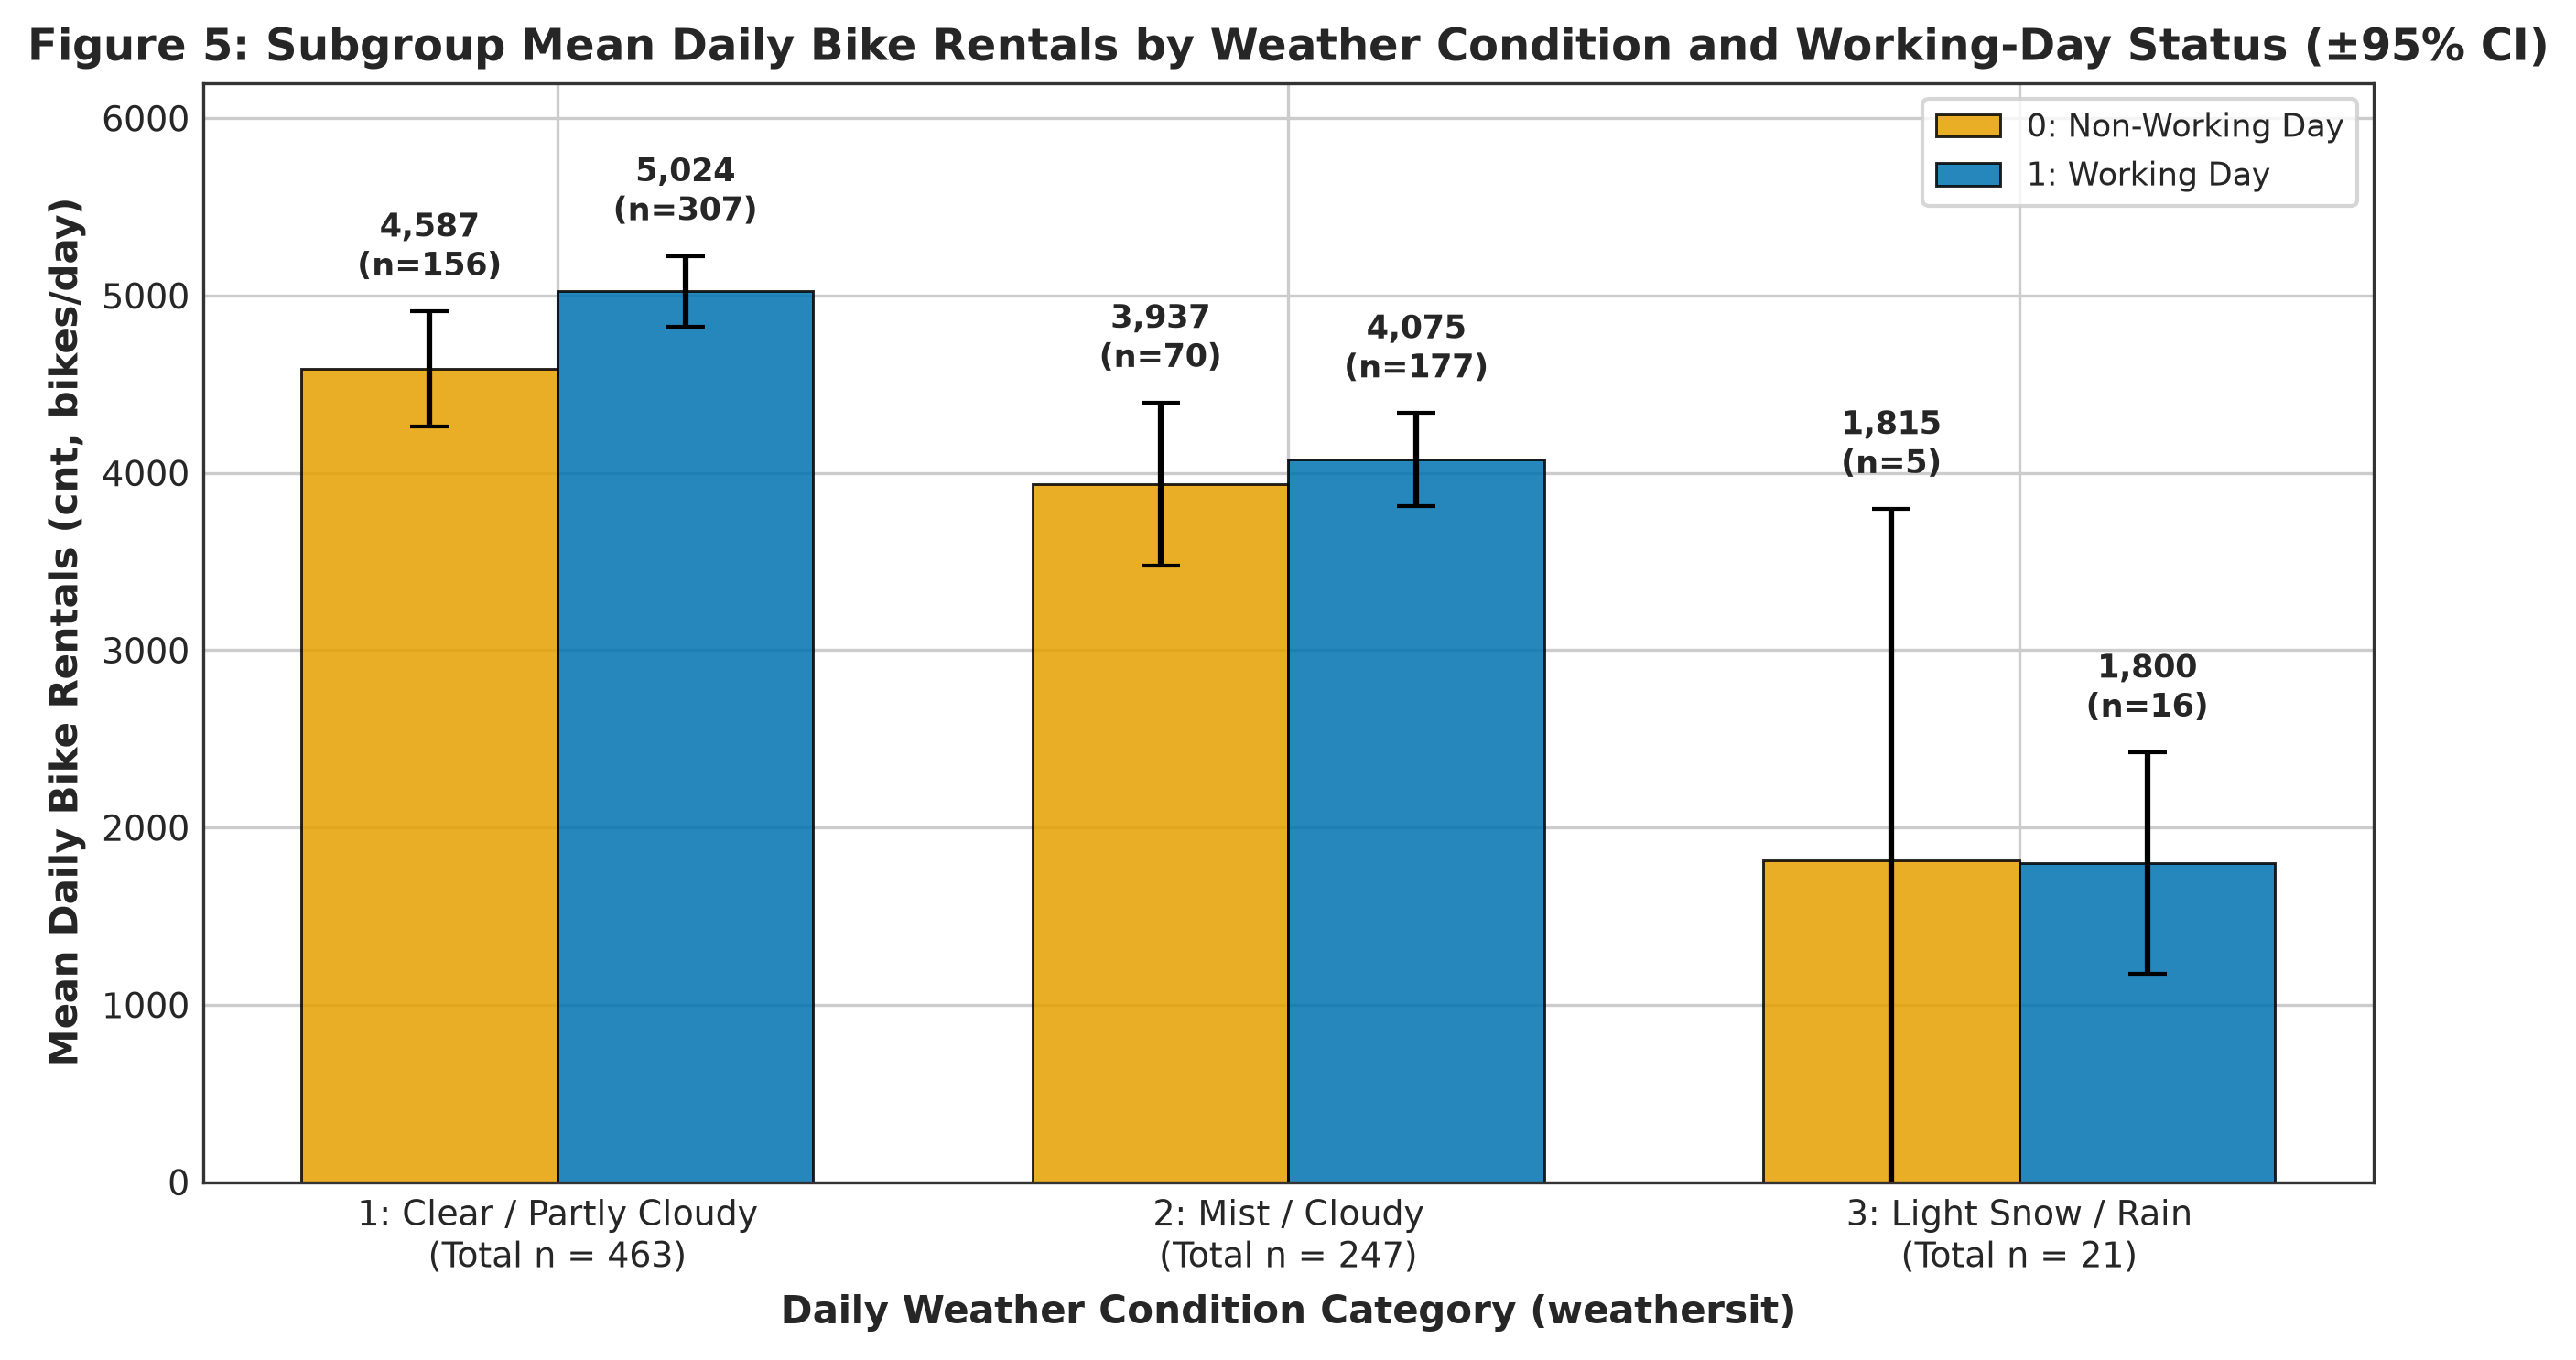 Figure 5: Subgroup Mean Daily Bike Rentals by Weather Condition and Working-Day Status (±95% CI)
Mean Daily Bike Rentals (cnt, bikes/day)
6000
5000
4000
3000
2000
1000
0
0: Non-Working Day
1: Working Day
4,587
(n=156)
5,024
(n=307)
3,937
(n=70)
4,075
(n=177)
1,815
(n=5)
1,800
(n=16)
1: Clear / Partly Cloudy
(Total n = 463)
2: Mist / Cloudy
(Total n = 247)
3: Light Snow / Rain
(Total n = 21)
Daily Weather Condition Category (weathersit)